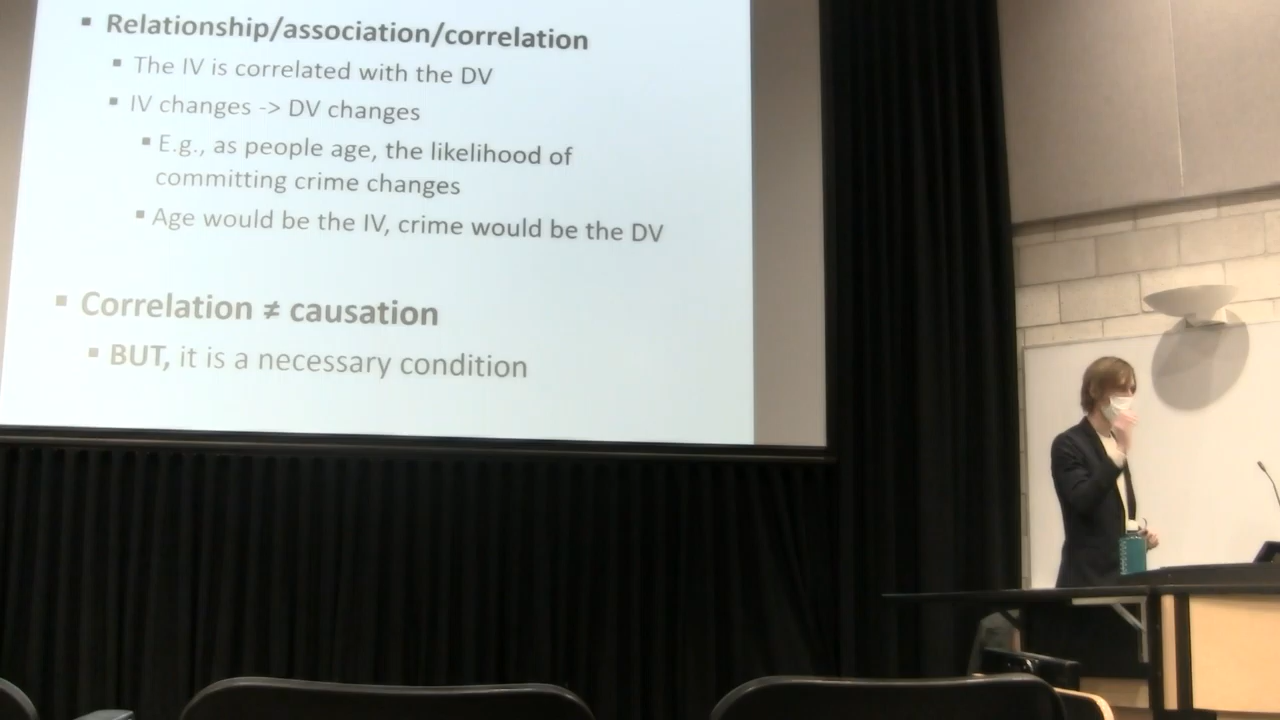 ▪ Relationship/association/correlation
▪ The IV is correlated with the DV
▪ IV changes -> DV changes
▪ E.g., as people age, the likelihood of
committing crime changes
▪ Age would be the IV, crime would be the DV
▪ Correlation ≠ causation
▪ BUT, it is a necessary condition